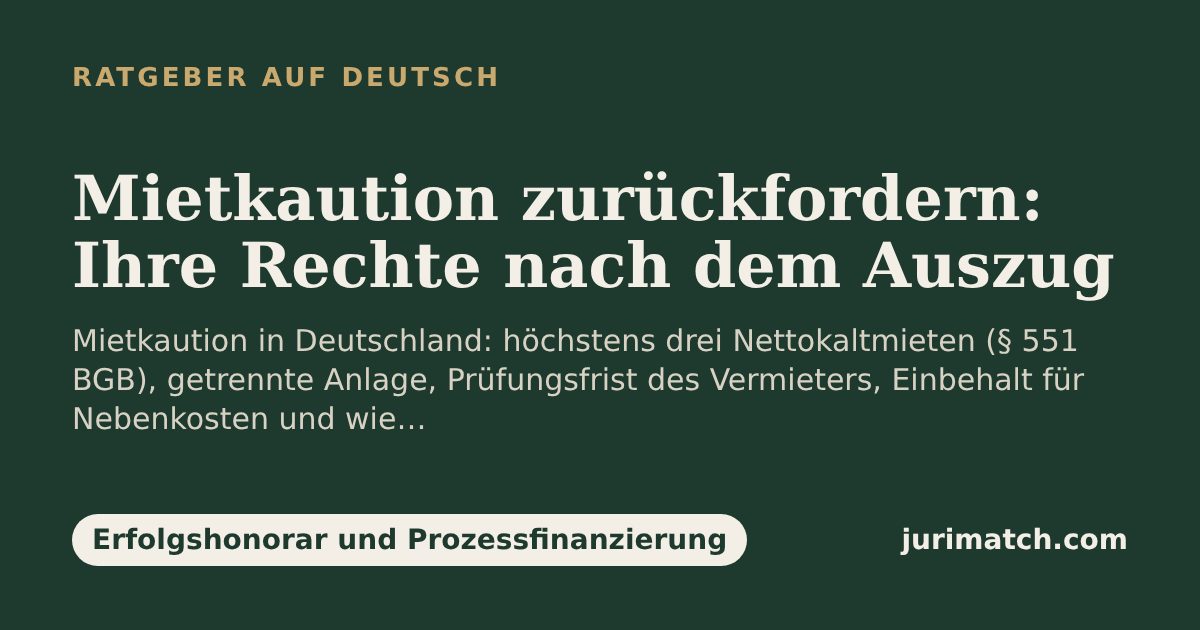 RATGEBER AUF DEUTSCH
Mietkaution zurückfordern:
Ihre Rechte nach dem Auszug
Mietkaution in Deutschland: höchstens drei Nettokaltmieten (§ 551
BGB), getrennte Anlage, Prüfungsfrist des Vermieters, Einbehalt für
Nebenkosten und wie…
Erfolgshonorar und Prozessfinanzierung
jurimatch.com